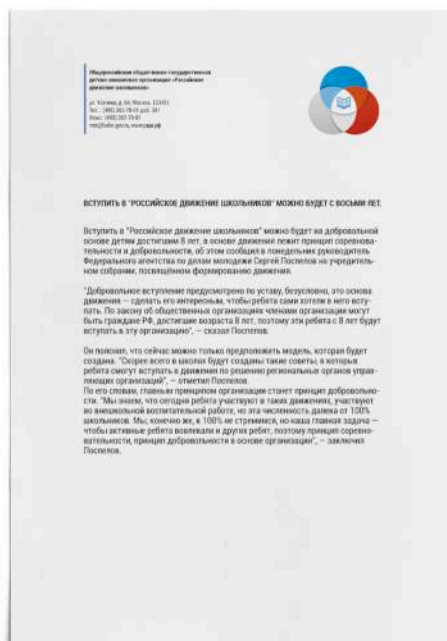 Общероссийская общественно-государственная
детско-юношеская организация «Российское
движение школьников»
ВСТУПИТЬ В "РОССИЙСКОЕ ДВИЖЕНИЕ ШКОЛЬНИКОВ" МОЖНО БУДЕТ С ВОСЬМИ ЛЕТ.
Вступить в "Российское движение школьников" можно будет на добровольной
основе детям достигшим 8 лет, в основе движения лежит принцип соревнова-
тельности и добровольности, об этом сообщил в понедельник руководитель
Федерального агентства по делам молодежи Сергей Поспелов на учредитель-
ном собрании, посвящённом формированию движения.
"Добровольное вступление предусмотрено по уставу, безусловно, это основа
движения — сделать его интересным, чтобы ребята сами хотели в него всту-
пать. По закону об общественных организациях членами организации могут
быть граждане РФ, достигшие возраста 8 лет, поэтому эти ребята с 8 лет будут
вступать в эту организацию", — сказал Поспелов.
Он пояснил, что сейчас можно только предположить модель, которая будет
создана. "Скорее всего в школах будут созданы такие советы, в которых
ребята смогут вступать в движения по решению региональных органов управ-
ляющих организаций", — отметил Поспелов.
По его словам, главным принципом организации станет принцип добровольно-
сти. "Мы знаем, что сегодня ребята участвуют в таких движениях, участвуют
во внешкольной воспитательной работе, но эта численность далека от 100%
школьников. Мы, конечно же, к 100% не стремимся, но наша главная задача —
чтобы активные ребята вовлекали и других ребят, поэтому принцип соревно-
вательности, принцип добровольности в основе организации", — заключил
Поспелов.